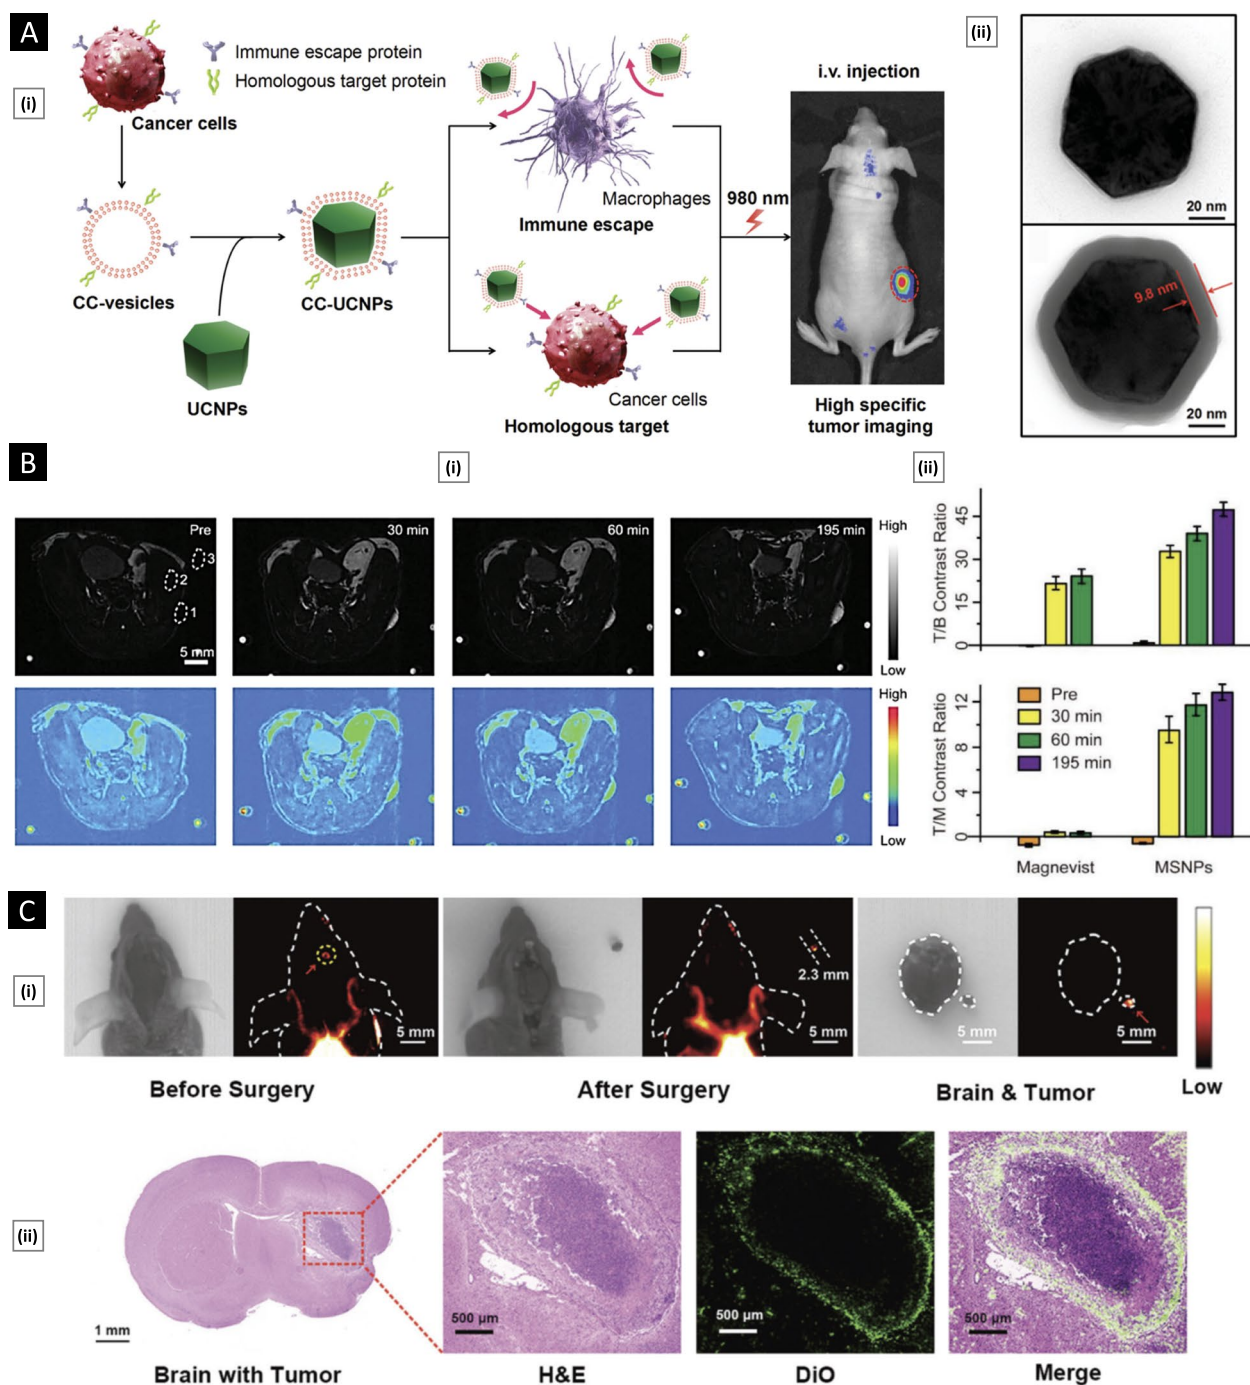 A
(i)
Immune escape protein
Homologous target protein
Cancer cells
CC-vesicles
UCNPs
CC-UCNPs
Macrophages
Immune escape
Cancer cells
Homologous target
980 nm
i.v. injection
High specific
tumor imaging
(ii)
20 nm
9.8 nm
20 nm
B
(i)
Pre
3
2
1
5 mm
30 min
60 min
195 min
High
Low
High
Low
(ii)
T/B Contrast Ratio
45
30
15
0
T/M Contrast Ratio
12
8
4
0
Pre
30 min
60 min
195 min
Magnevist
MSNPs
C
(i)
5 mm
2.3 mm
5 mm
5 mm
5 mm
Low
Before Surgery
After Surgery
Brain & Tumor
(ii)
1 mm
500 μm
500 μm
500 μm
Brain with Tumor
H&E
DiO
Merge